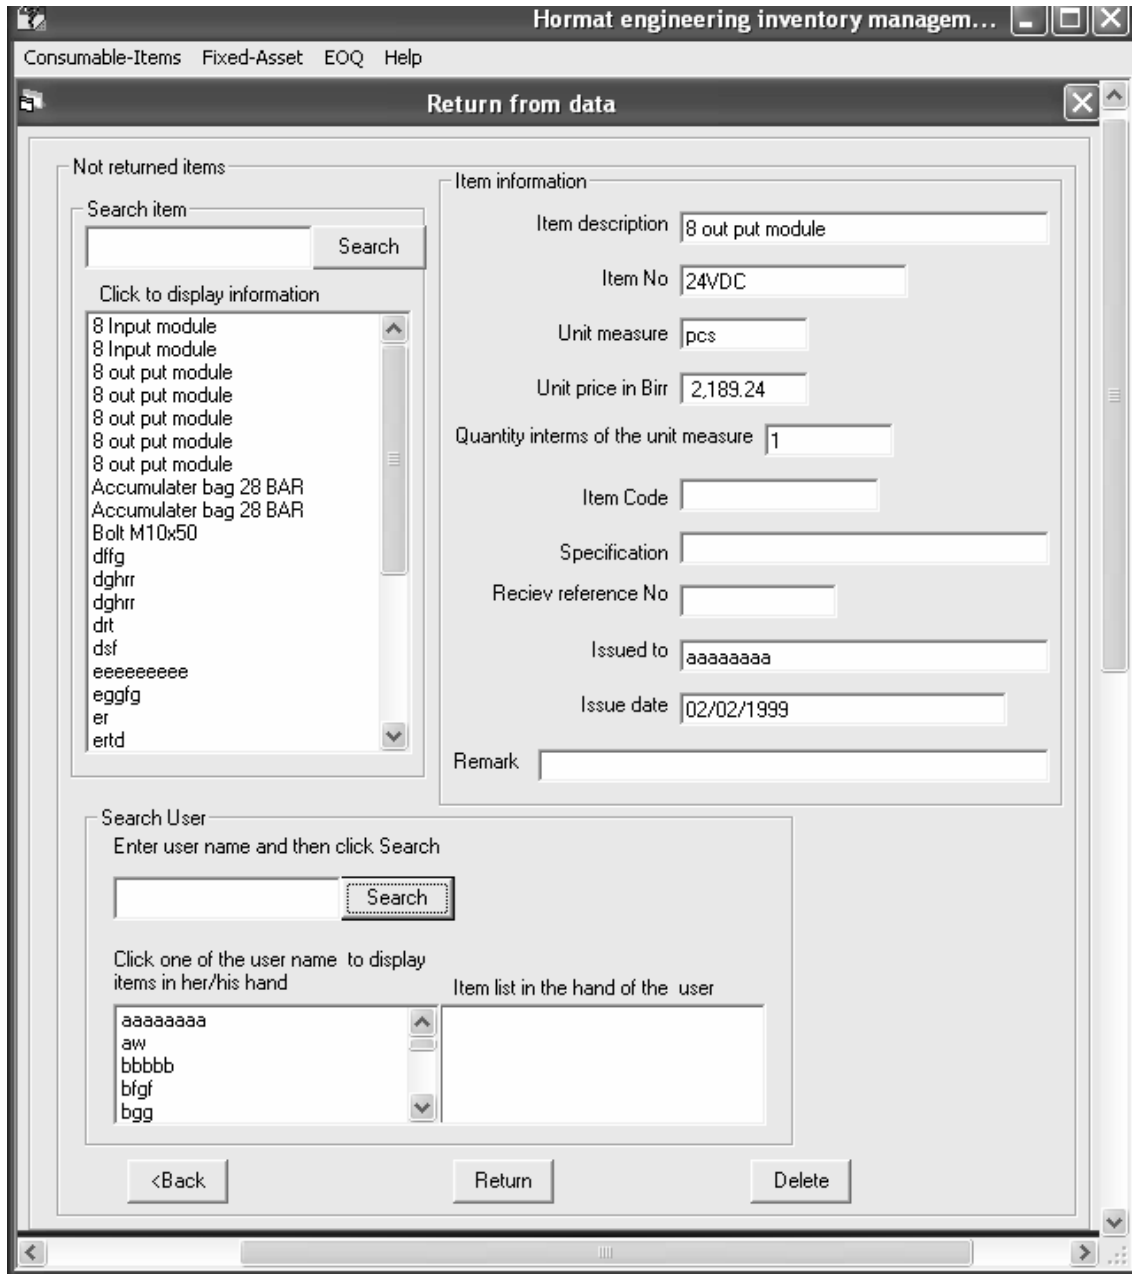 Hormat engineering inventory managem...
Consumable-Items Fixed-Asset EOQ Help
Return from data
Not returned items
Search item
Search
Click to display information
8 Input module
8 Input module
8 out put module
8 out put module
8 out put module
8 out put module
8 out put module
Accumulater bag 28 BAR
Accumulater bag 28 BAR
Bolt M10x50
dffg
dghrr
dghrr
drt
dsf
eeeeeeeee
eggfg
er
ertd
Item information
Item description 8 out put module
Item No 24VDC
Unit measure pcs
Unit price in Birr 2,189.24
Quantity interms of the unit measure 1
Item Code
Specification
Reciev reference No
Issued to aaaaaaaa
Issue date 02/02/1999
Remark
Search User
Enter user name and then click Search
Search
Click one of the user name to display
items in her/his hand
aaaaaaaa
aw
bbbbb
bfgf
bgg
Item list in the hand of the user
<Back Return Delete